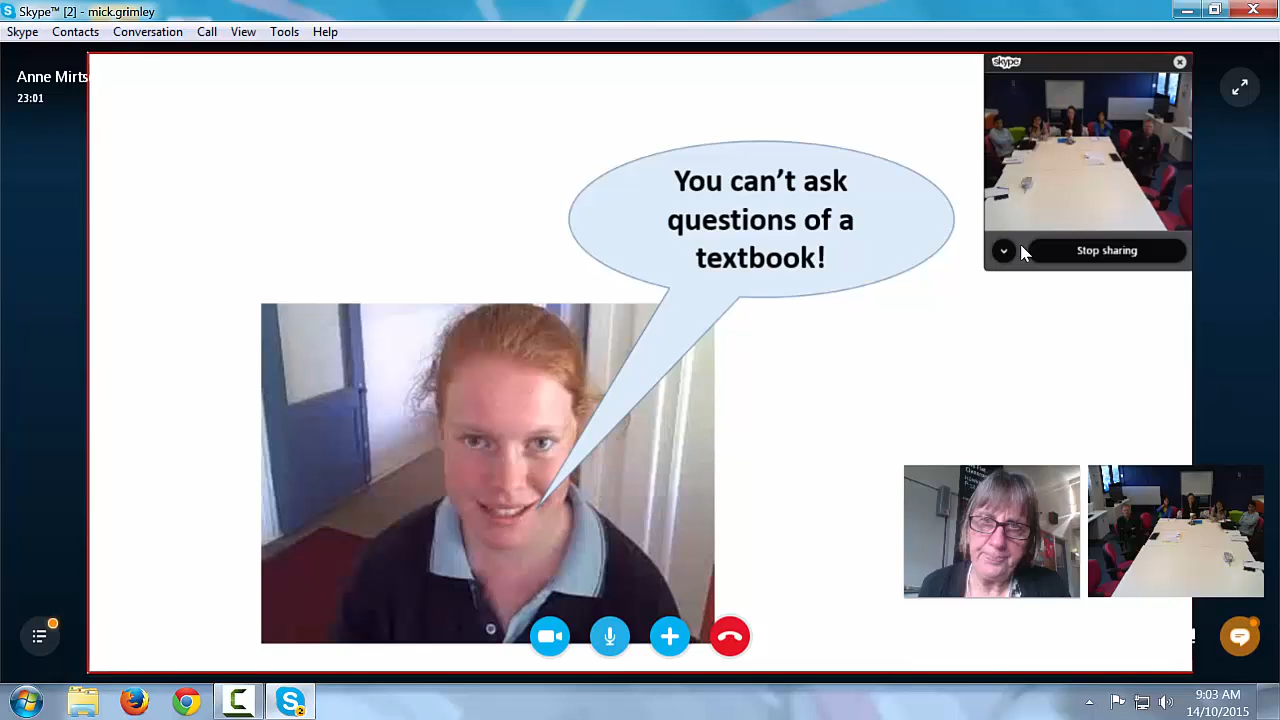 Skype™ [2] - mick.grimley
Skype Contacts Conversation Call View Tools Help
Anne Mirts
23:01
skype
Stop sharing
You can't ask
questions of a
textbook!
9:03 AM
14/10/2015